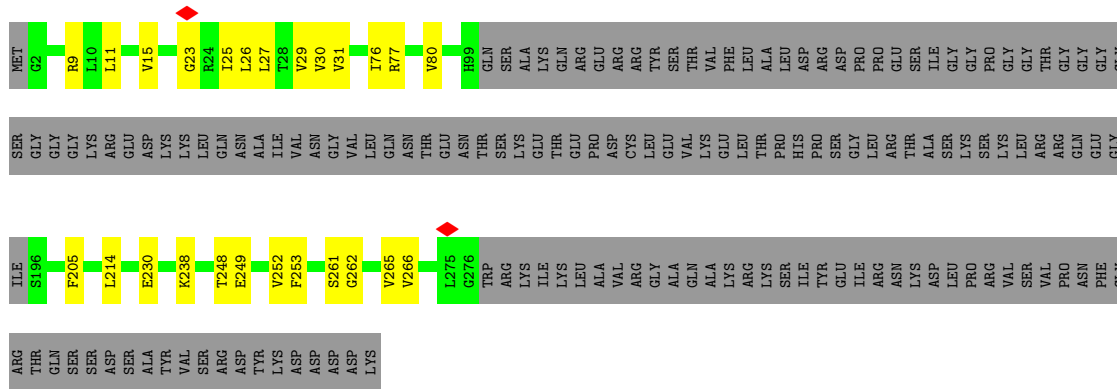 MET G2 R9 L10 L11 V15 G23 R24 I25 L26 L27 T28 V29 V30 V31 I76 R77 V80 H99 GLN SER ALA LYS GLN ARG GLU ARG ARG TYR SER THR VAL PHE LEU ALA LEU ASP ARG ASP PRO PRO GLU SER ILE GLY GLY PRO GLY GLY THR GLY GLY GLY
SER GLY GLY GLY LYS ARG GLU ASP LYS LYS LEU GLN ASN ALA ILE VAL ASN GLY VAL LEU GLN ASN THR GLU ASN THR SER LYS GLU THR GLU PRO ASP CYS LEU GLU VAL LYS GLU LEU THR PRO HIS PRO SER GLY LEU ARG THR ALA SER LYS SER LYS LEU ARG ARG GLN GLU GLY
ILE S196 F205 L214 E230 K238 T248 E249 V252 F253 S261 G262 V265 V266 L275 G276 TRP ARG LYS ILE LYS LEU ALA VAL ARG GLY ALA GLN ALA LYS ARG LYS SER ILE TYR GLU ILE ARG ASN LYS ASP LEU PRO ARG VAL SER VAL PRO ASN PHE
ARG THR GLN SER SER ASP SER ALA TYR VAL SER ARG ASP TYR LYS ASP ASP ASP ASP LYS